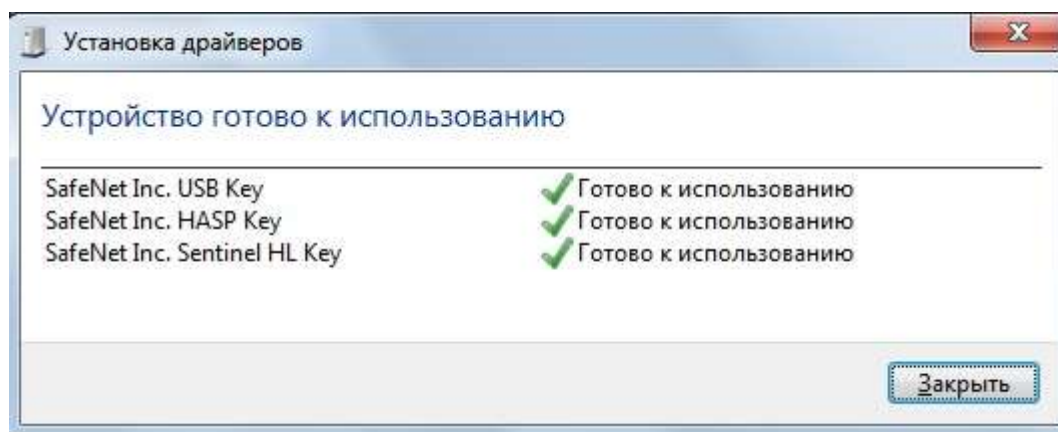 Установка драйверов
Устройство готово к использованию
SafeNet Inc. USB Key Готово к использованию
SafeNet Inc. HASP Key Готово к использованию
SafeNet Inc. Sentinel HL Key Готово к использованию
Закрыть